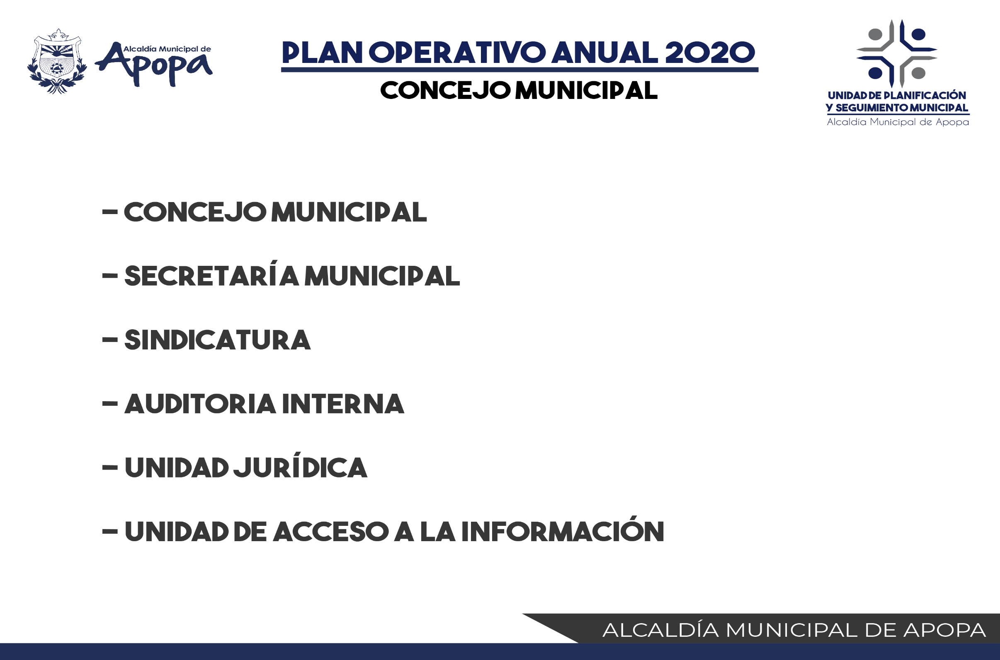 Alcaldía Municipal de
Apopa
PLAN OPERATIVO ANUAL 2020
CONCEJO MUNICIPAL
UNIDAD DE PLANIFICACIÓN
Y SEGUIMIENTO MUNICIPAL
Alcaldía Municipal de Apopa
- CONCEJO MUNICIPAL
- SECRETARÍA MUNICIPAL
- SINDICATURA
- AUDITORIA INTERNA
- UNIDAD JURÍDICA
- UNIDAD DE ACCESO A LA INFORMACIÓN
ALCALDÍA MUNICIPAL DE APOPA